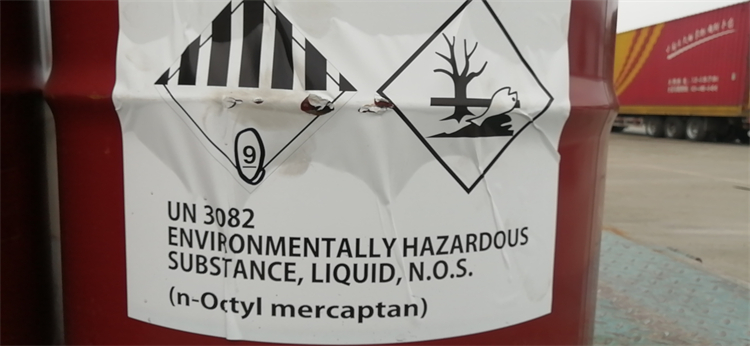 9
UN 3082
ENVIRONMENTALLY HAZARDOUS
SUBSTANCE, LIQUID, N.O.S.
(n-Octyl mercaptan)